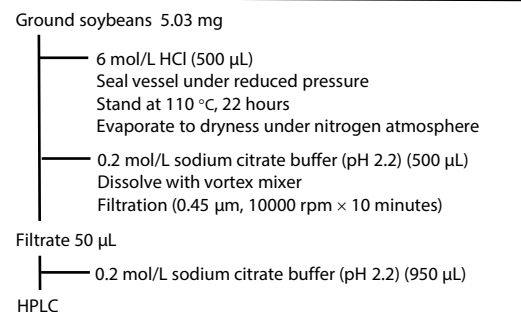 Ground soybeans 5.03 mg
6 mol/L HCl (500 µL)
Seal vessel under reduced pressure
Stand at 110 °C, 22 hours
Evaporate to dryness under nitrogen atmosphere
0.2 mol/L sodium citrate buffer (pH 2.2) (500 µL)
Dissolve with vortex mixer
Filtration (0.45 µm, 10000 rpm × 10 minutes)
Filtrate 50 µL
0.2 mol/L sodium citrate buffer (pH 2.2) (950 µL)
HPLC